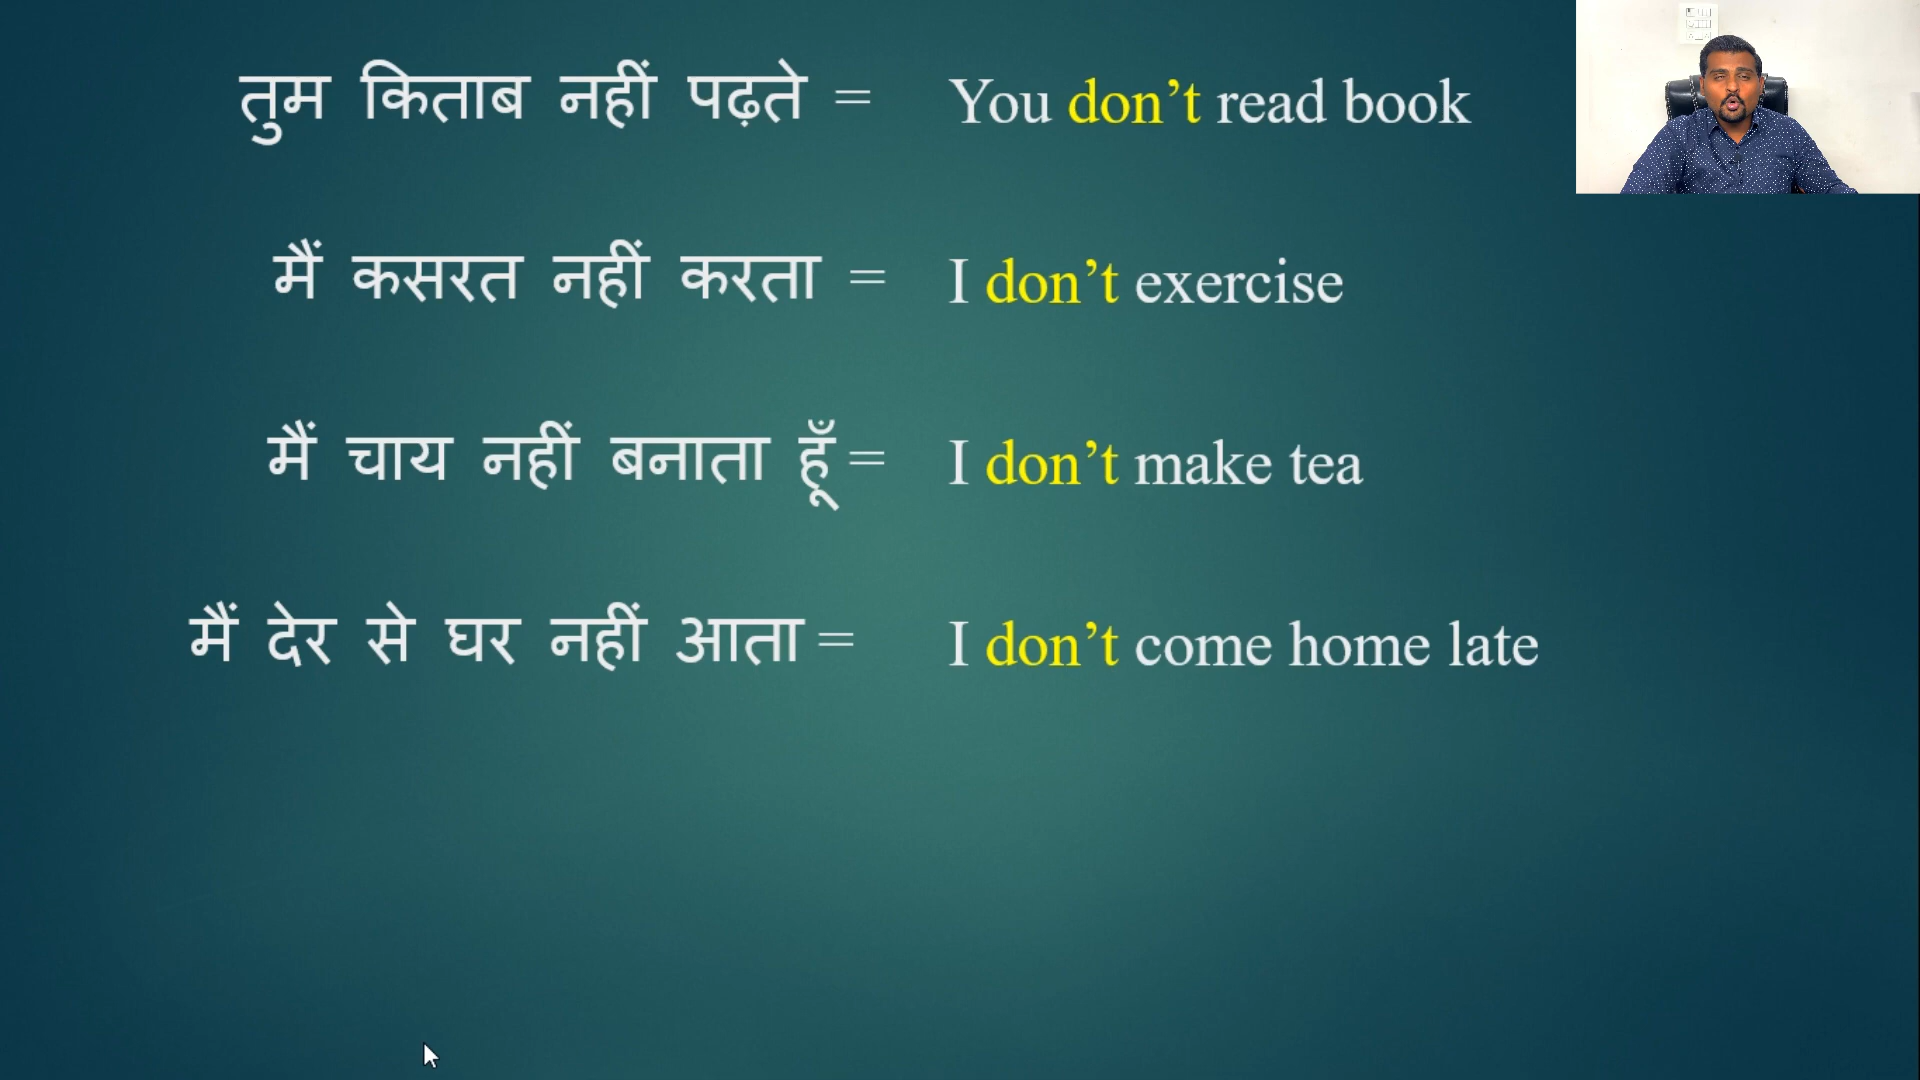 तुम किताब नहीं पढ़ते = You don’t read book
मैं कसरत नहीं करता = I don’t exercise
मैं चाय नहीं बनाता हूँ = I don’t make tea
मैं देर से घर नहीं आता = I don’t come home late